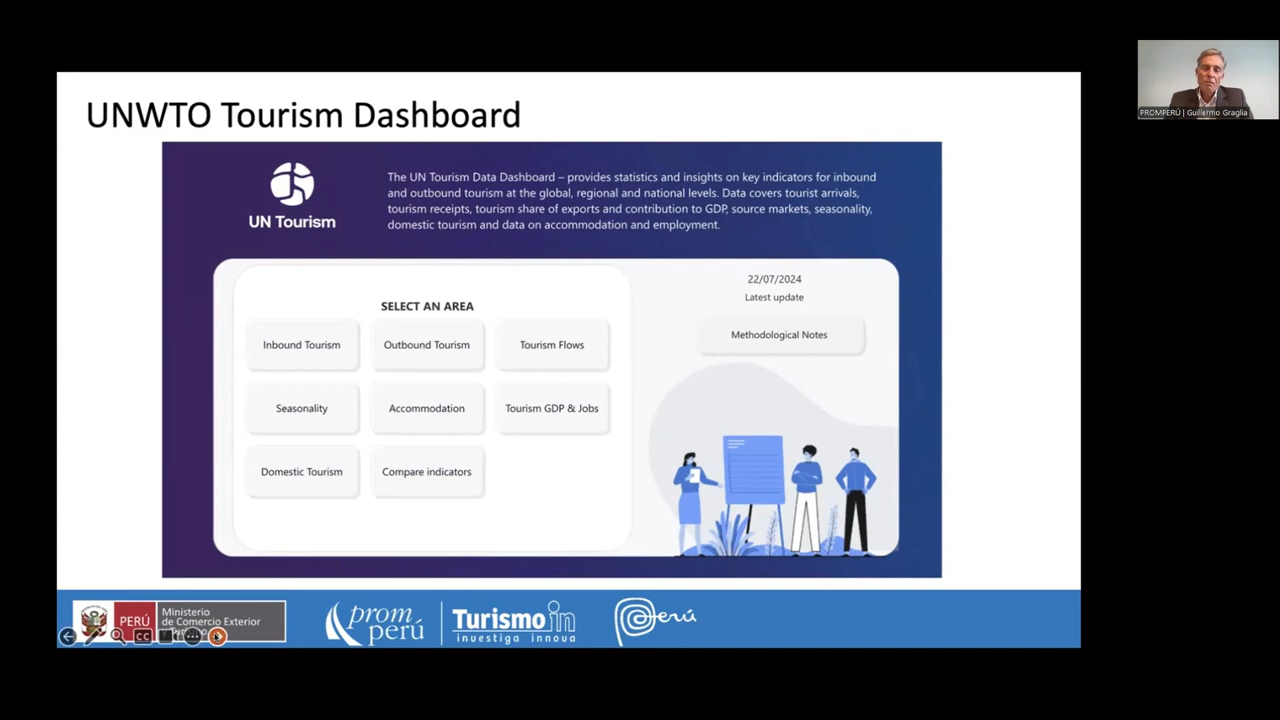 PROMPERÚ | Guillermo Graglia
UNWTO Tourism Dashboard
UN Tourism
The UN Tourism Data Dashboard – provides statistics and insights on key indicators for inbound
and outbound tourism at the global, regional and national levels. Data covers tourist arrivals,
tourism receipts, tourism share of exports and contribution to GDP, source markets, seasonality,
domestic tourism and data on accommodation and employment.
SELECT AN AREA
Inbound Tourism
Outbound Tourism
Tourism Flows
Seasonality
Accommodation
Tourism GDP & Jobs
Domestic Tourism
Compare indicators
22/07/2024
Latest update
Methodological Notes
PERÚ
Ministerio
de Comercio Exterior
CC
prom
perú
Turismo in
investiga innova
Perú